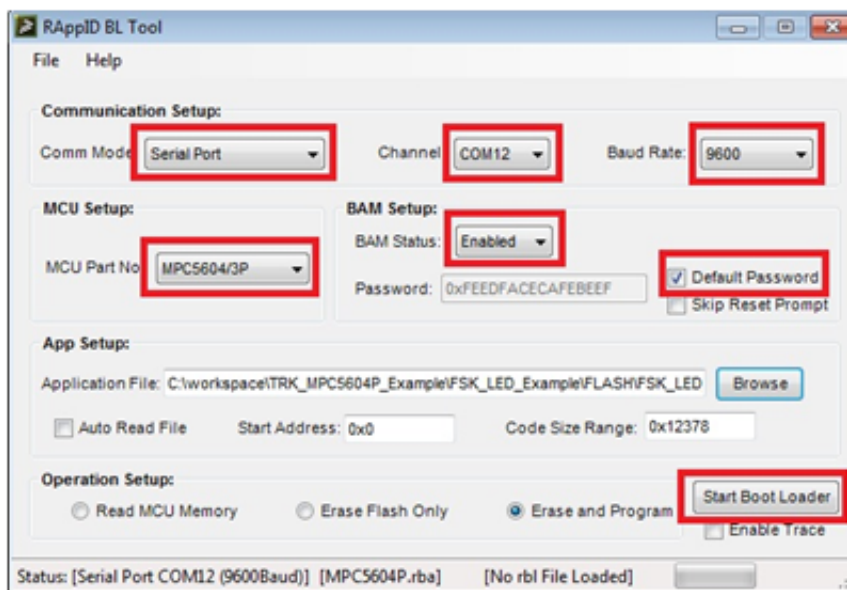 RAppID BL Tool
File Help
Communication Setup:
Comm Mode Serial Port Channel COM12 Baud Rate: 9600
MCU Setup: BAM Setup:
BAM Status: Enabled
MCU Part No MPC5604/3P
Default Password
Password: 0xFEEDFACECAFEBEEF
Skip Reset Prompt
App Setup:
Application File: C:\workspace\TRK_MPC5604P_Example\FSK_LED_Example\FLASH\FSK_LED Browse
Auto Read File Start Address: 0x0 Code Size Range: 0x12378
Operation Setup:
Read MCU Memory Erase Flash Only Erase and Program Start Boot Loader
Enable Trace
Status: [Serial Port COM12 (9600Baud)] [MPC5604P.rba] [No rbl File Loaded]